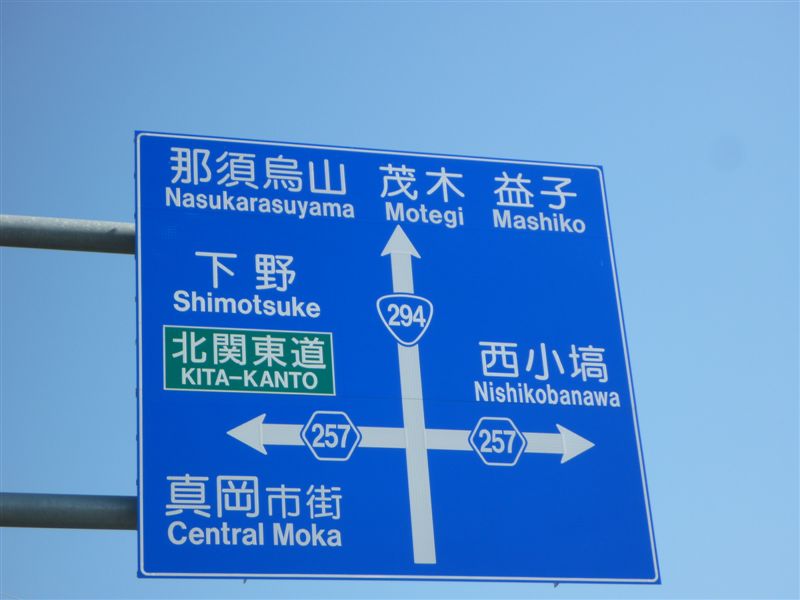 那須烏山 茂木 益子
Nasukarasuyama Motegi Mashiko
下野
Shimotsuke
294
北関東道
KITA-KANTO
西小塙
Nishikobanawa
257 257
真岡市街
Central Moka